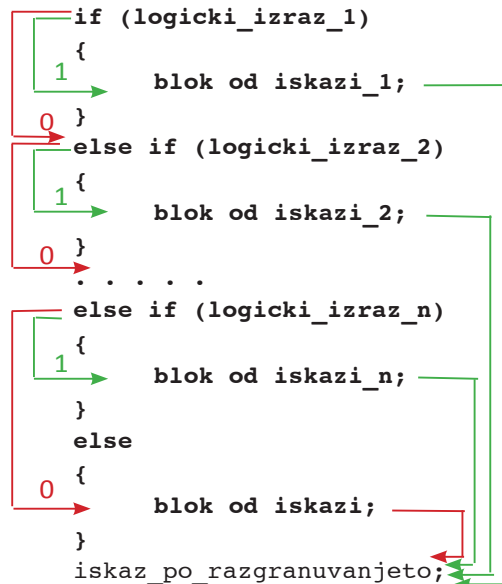 if (logicki_izraz_1)
{
1 blok od iskazi_1;
0 }
else if (logicki_izraz_2)
{
1 blok od iskazi_2;
}
0
. . . . .
else if (logicki_izraz_n)
{
1 blok od iskazi_n;
}
else
{
0 blok od iskazi;
}
iskaz_po_razgranuvanjeto;